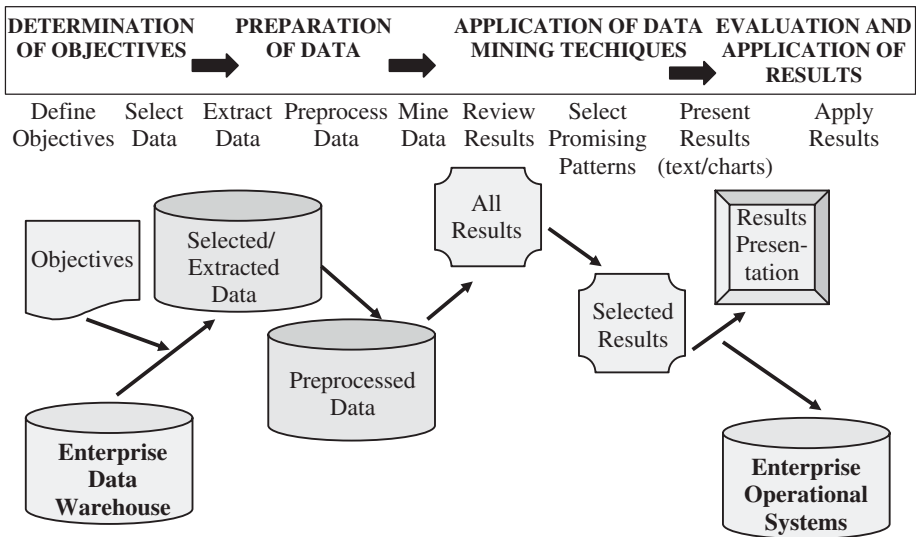 DETERMINATION
OF OBJECTIVES
PREPARATION
OF DATA
APPLICATION OF DATA
MINING TECHIQUES
EVALUATION AND
APPLICATION OF
RESULTS
Define
Objectives
Select
Data
Extract
Data
Preprocess
Data
Mine
Data
Review
Results
Select
Promising
Patterns
Present
Results
(text/charts)
Apply
Results
Objectives
Selected/
Extracted
Data
All
Results
Results
Presen-
tation
Selected
Results
Preprocessed
Data
Enterprise
Data
Warehouse
Enterprise
Operational
Systems